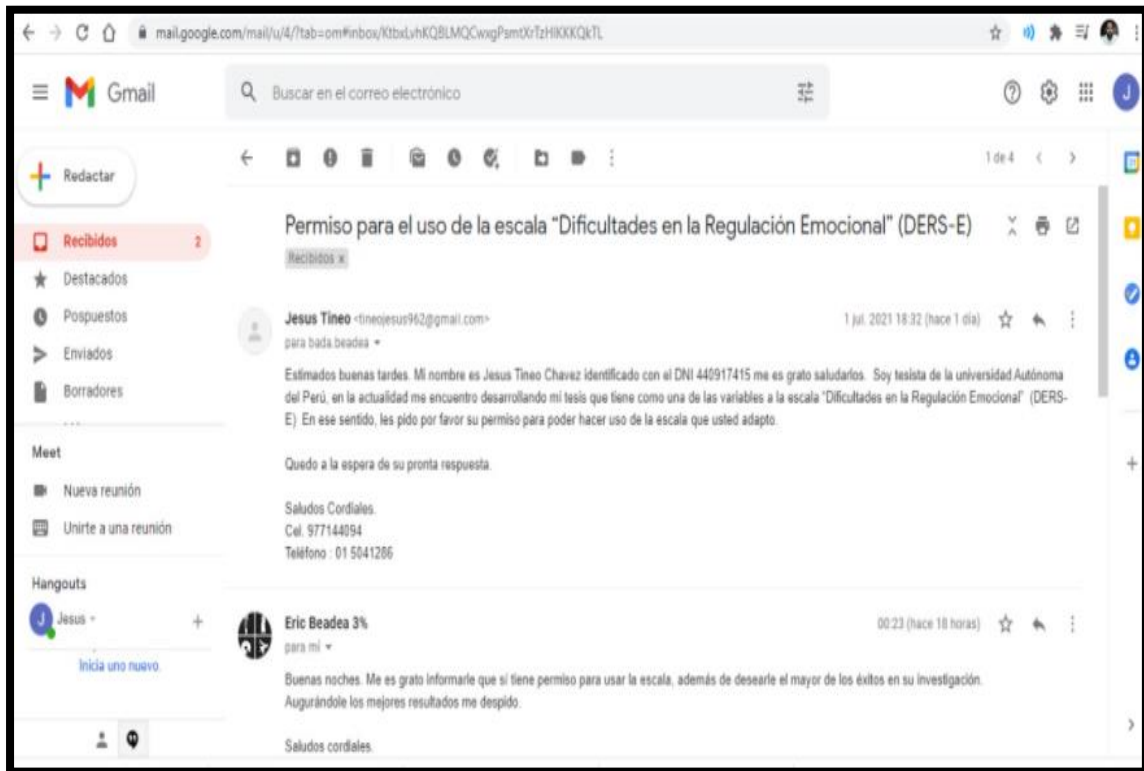 mail.google.com/mail/u/4/?tab=om#inbox/KtbxLvhKQBLMQCwxgPsmtXrTzHlKKKQkTL
Gmail
Buscar en el correo electrónico
J
Redactar
1 de 4
Recibidos 2
Destacados
Pospuestos
Enviados
Borradores
Meet
Nueva reunión
Unirte a una reunión
Hangouts
J Jesus
Inicia uno nuevo
Permiso para el uso de la escala “Dificultades en la Regulación Emocional” (DERS-E)
Recibidos x
Jesus Tineo <tineojesus962@gmail.com>
1 jul. 2021 18:32 (hace 1 día)
para bada.beadea
Estimados buenas tardes. Mi nombre es Jesus Tineo Chavez identificado con el DNI 440917415 me es grato saludarlos. Soy tesista de la universidad Autónoma
del Perú, en la actualidad me encuentro desarrollando mi tesis que tiene como una de las variables a la escala “Dificultades en la Regulación Emocional” (DERS-
E) En ese sentido, les pido por favor su permiso para poder hacer uso de la escala que usted adapto.
Quedo a la espera de su pronta respuesta.
Saludos Cordiales.
Cel. 977144094
Teléfono : 01 5041286
Eric Beadea 3%
00:23 (hace 18 horas)
para mí
Buenas noches. Me es grato informarle que sí tiene permiso para usar la escala, además de desearle el mayor de los éxitos en su investigación.
Augurándole los mejores resultados me despido.
Saludos cordiales.